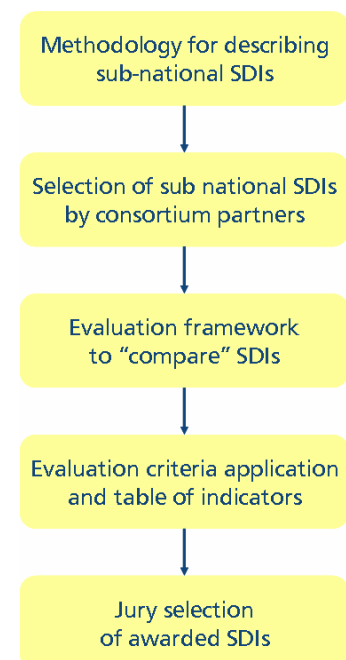 Methodology for describing
sub-national SDIs
Selection of sub national SDIs
by consortium partners
Evaluation framework
to “compare” SDIs
Evaluation criteria application
and table of indicators
Jury selection
of awarded SDIs